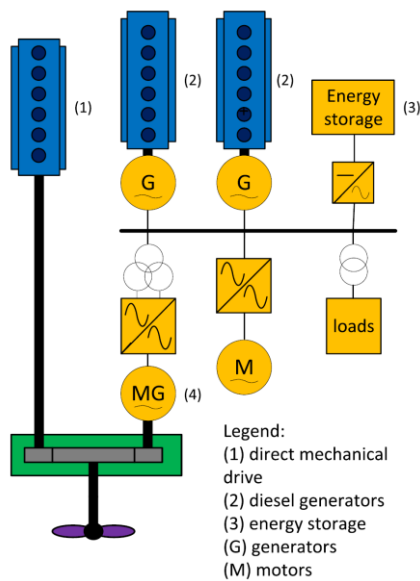 (1)
(2)
(2)
Energy
storage
(3)
G
G
loads
MG
(4)
M
Legend:
(1) direct mechanical
drive
(2) diesel generators
(3) energy storage
(G) generators
(M) motors